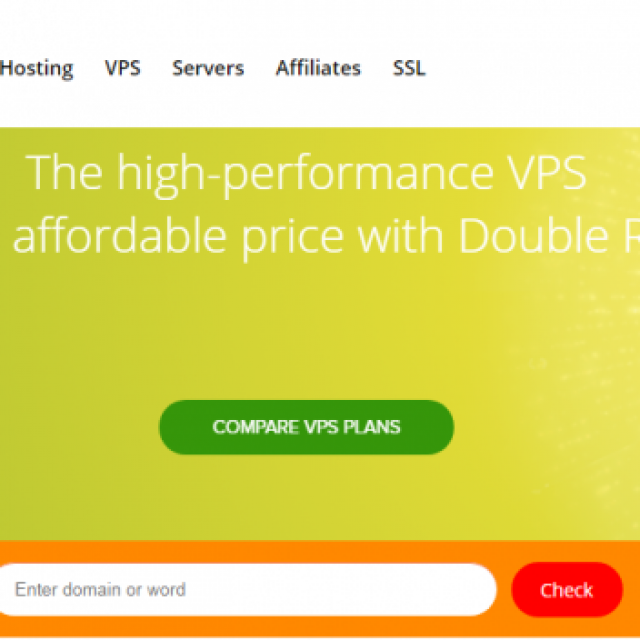 Hosting VPS Servers Affiliates SSL
The high-performance VPS
affordable price with Double
COMPARE VPS PLANS
Enter domain or word Check